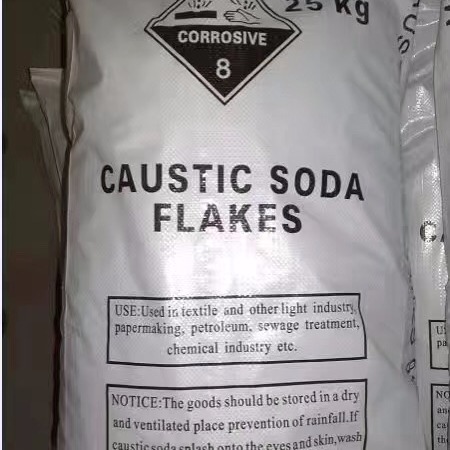 25 Kg
CORROSIVE
8
CAUSTIC SODA
FLAKES
USE:Used in textile and other light industry,
papermaking, petroleum, sewage treatment,
chemical industry etc.
NOTICE:The goods should be stored in a dry
and ventilated place prevention of rainfall.If
caustic soda splash onto the eyes and skin,wash